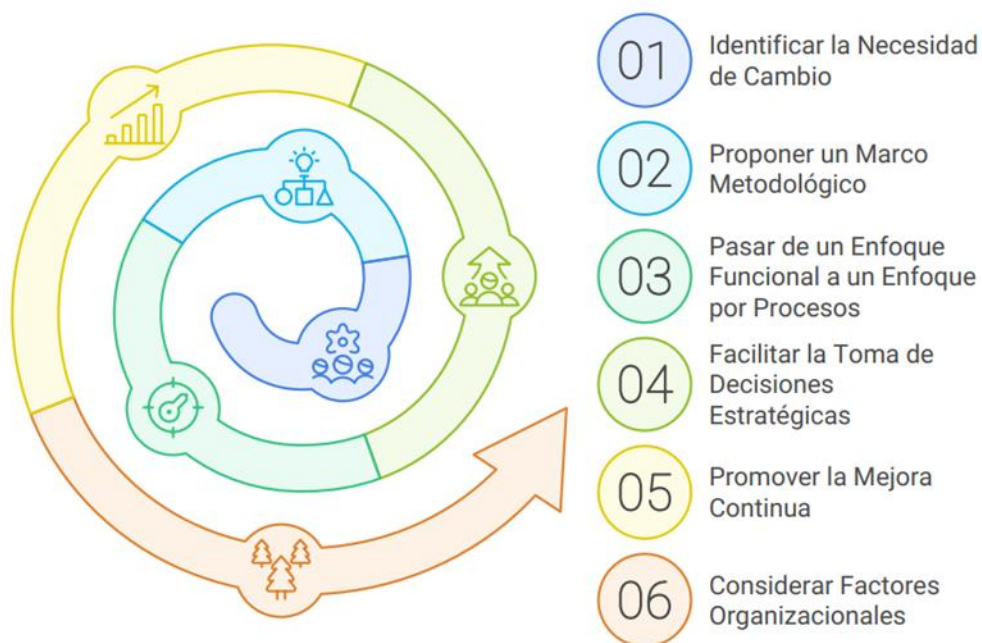 01
Identificar la Necesidad
de Cambio
02
Proponer un Marco
Metodológico
03
Pasar de un Enfoque
Funcional a un Enfoque
por Procesos
04
Facilitar la Toma de
Decisiones
Estratégicas
05
Promover la Mejora
Continua
06
Considerar Factores
Organizacionales